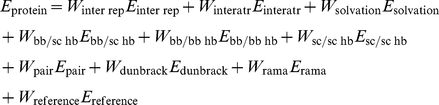 E_protein = W_inter rep E_inter rep + W_interatr E_interatr + W_solvation E_solvation
+ W_bb/sc hb E_bb/sc hb + W_bb/bb hb E_bb/bb hb + W_sc/sc hb E_sc/sc hb
+ W_pair E_pair + W_dunbrack E_dunbrack + W_rama E_rama
+ W_reference E_reference